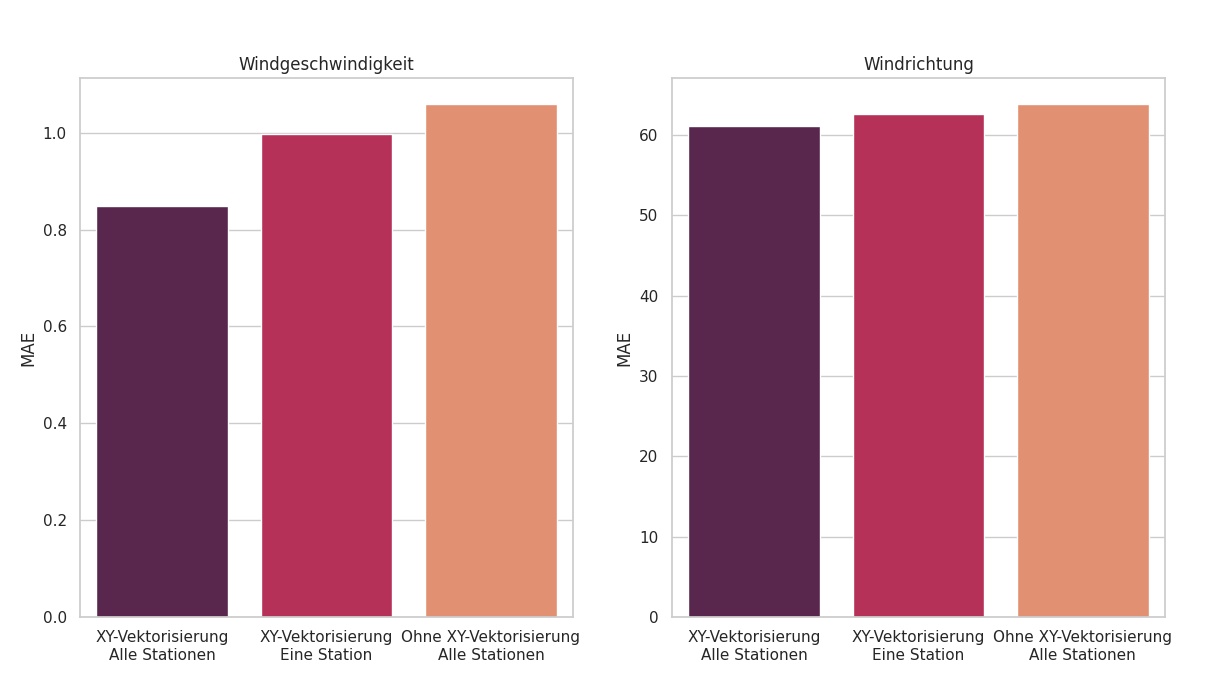 Windgeschwindigkeit
MAE
1.0
0.8
0.6
0.4
0.2
0.0
XY-Vektorisierung
Alle Stationen
XY-Vektorisierung
Eine Station
Ohne XY-Vektorisierung
Alle Stationen
Windrichtung
MAE
60
50
40
30
20
10
0
XY-Vektorisierung
Alle Stationen
XY-Vektorisierung
Eine Station
Ohne XY-Vektorisierung
Alle Stationen